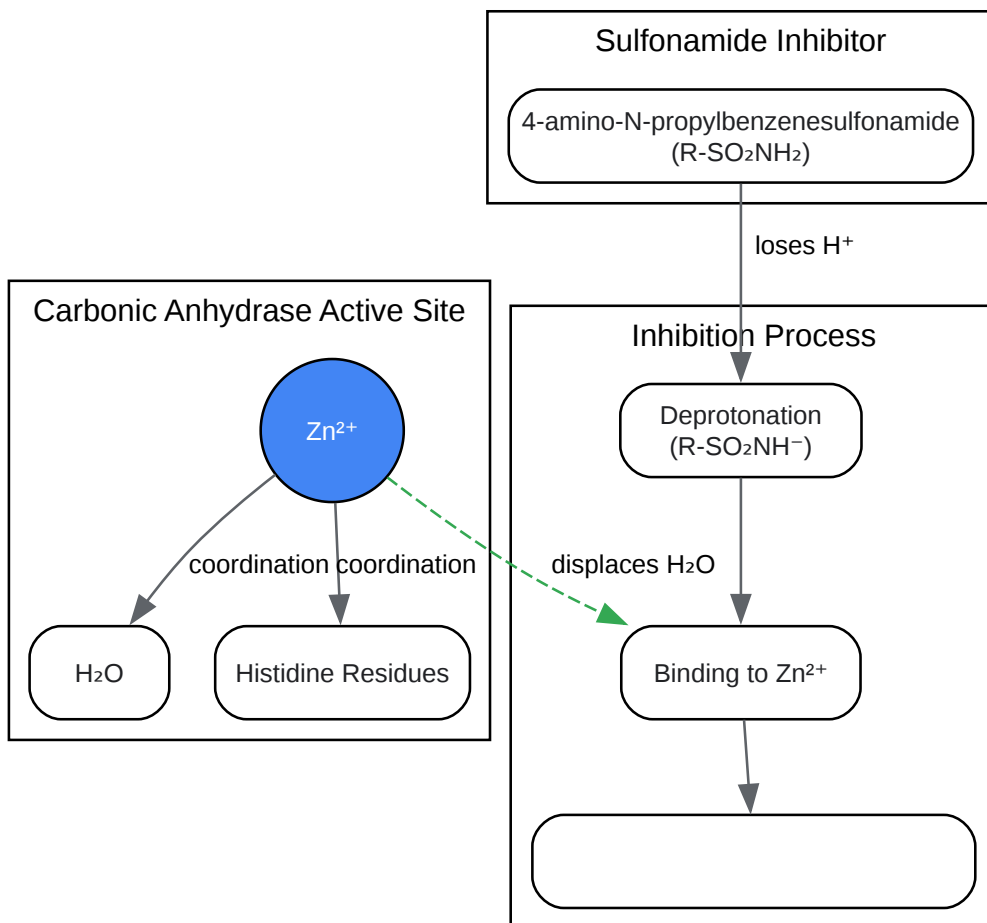 Sulfonamide Inhibitor
4-amino-N-propylbenzenesulfonamide
(R-SO₂NH₂)
loses H⁺
Carbonic Anhydrase Active Site
Inhibition Process
Zn²⁺
Deprotonation
(R-SO₂NH⁻)
coordination
coordination
displaces H₂O
H₂O
Histidine Residues
Binding to Zn²⁺